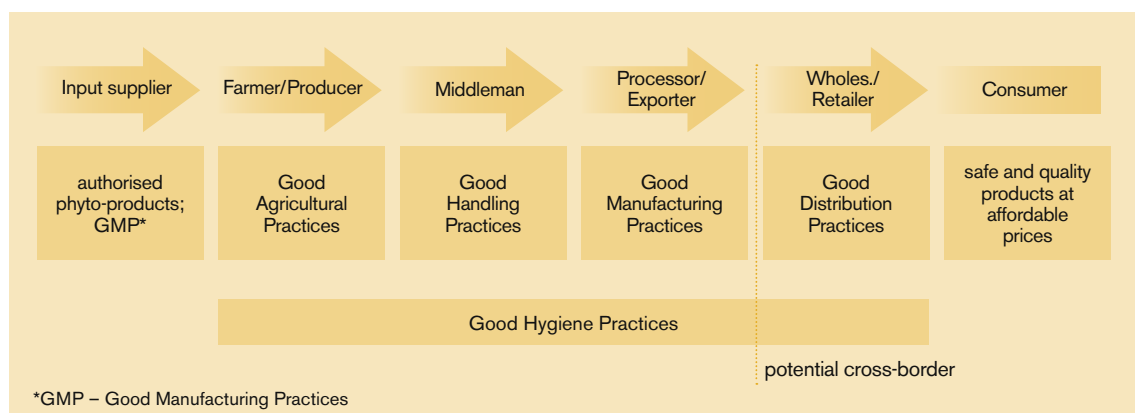 Input supplier
Farmer/Producer
Middleman
Processor/
Exporter
Wholes./
Retailer
Consumer
authorised
phyto-products;
GMP*
Good
Agricultural
Practices
Good
Handling
Practices
Good
Manufacturing
Practices
Good
Distribution
Practices
safe and quality
products at
affordable
prices
Good Hygiene Practices
potential cross-border
*GMP – Good Manufacturing Practices